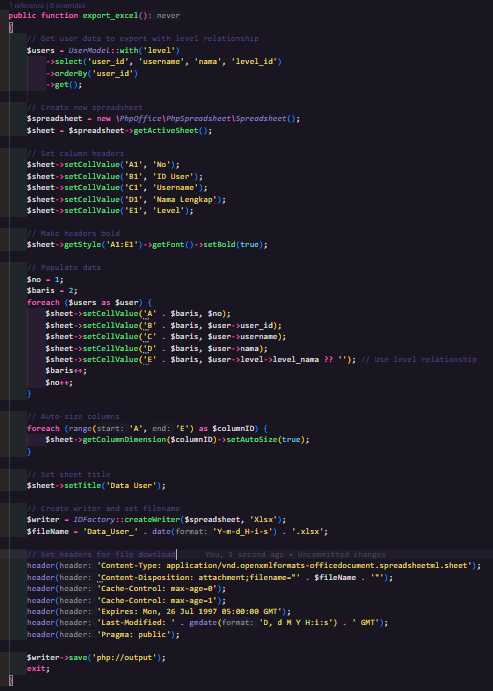 1 reference | 0 overrides
public function export_excel(): never
{
// Get user data to export with level relationship
$users = UserModel::with('level')
->select('user_id', 'username', 'nama', 'level_id')
->orderBy('user_id')
->get();
// Create new spreadsheet
$spreadsheet = new \PhpOffice\PhpSpreadsheet\Spreadsheet();
$sheet = $spreadsheet->getActiveSheet();
// Set column headers
$sheet->setCellValue('A1', 'No');
$sheet->setCellValue('B1', 'ID User');
$sheet->setCellValue('C1', 'Username');
$sheet->setCellValue('D1', 'Nama Lengkap');
$sheet->setCellValue('E1', 'Level');
// Make headers bold
$sheet->getStyle('A1:E1')->getFont()->setBold(true);
// Populate data
$no = 1;
$baris = 2;
foreach ($users as $user) {
$sheet->setCellValue('A' . $baris, $no);
$sheet->setCellValue('B' . $baris, $user->user_id);
$sheet->setCellValue('C' . $baris, $user->username);
$sheet->setCellValue('D' . $baris, $user->nama);
$sheet->setCellValue('E' . $baris, $user->level->level_nama ?? ''); // Use level relationship
$baris++;
$no++;
}
// Auto-size columns
foreach (range(start: 'A', end: 'E') as $columnID) {
$sheet->getColumnDimension($columnID)->setAutoSize(true);
}
// Set sheet title
$sheet->setTitle('Data User');
// Create writer and set filename
$writer = IOFactory::createWriter($spreadsheet, 'Xlsx');
$fileName = 'Data_User_' . date(format: 'Y-m-d_H-i-s') . '.xlsx';
// Set headers for file download You, 1 second ago • Uncommitted changes
header(header: 'Content-Type: application/vnd.openxmlformats-officedocument.spreadsheetml.sheet');
header(header: 'Content-Disposition: attachment;filename="' . $fileName . '"');
header(header: 'Cache-Control: max-age=0');
header(header: 'Cache-Control: max-age=1');
header(header: 'Expires: Mon, 26 Jul 1997 05:00:00 GMT');
header(header: 'Last-Modified: ' . gmdate(format: 'D, d M Y H:i:s') . ' GMT');
header(header: 'Pragma: public');
$writer->save('php://output');
exit;
}